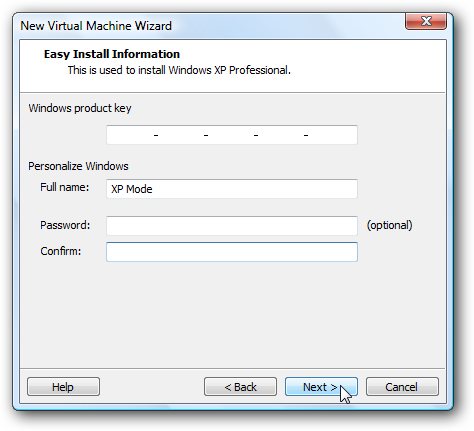 New Virtual Machine Wizard
Easy Install Information
This is used to install Windows XP Professional.
Windows product key
- - - -
Personalize Windows
Full name: XP Mode
Password: (optional)
Confirm:
Help < Back Next > Cancel